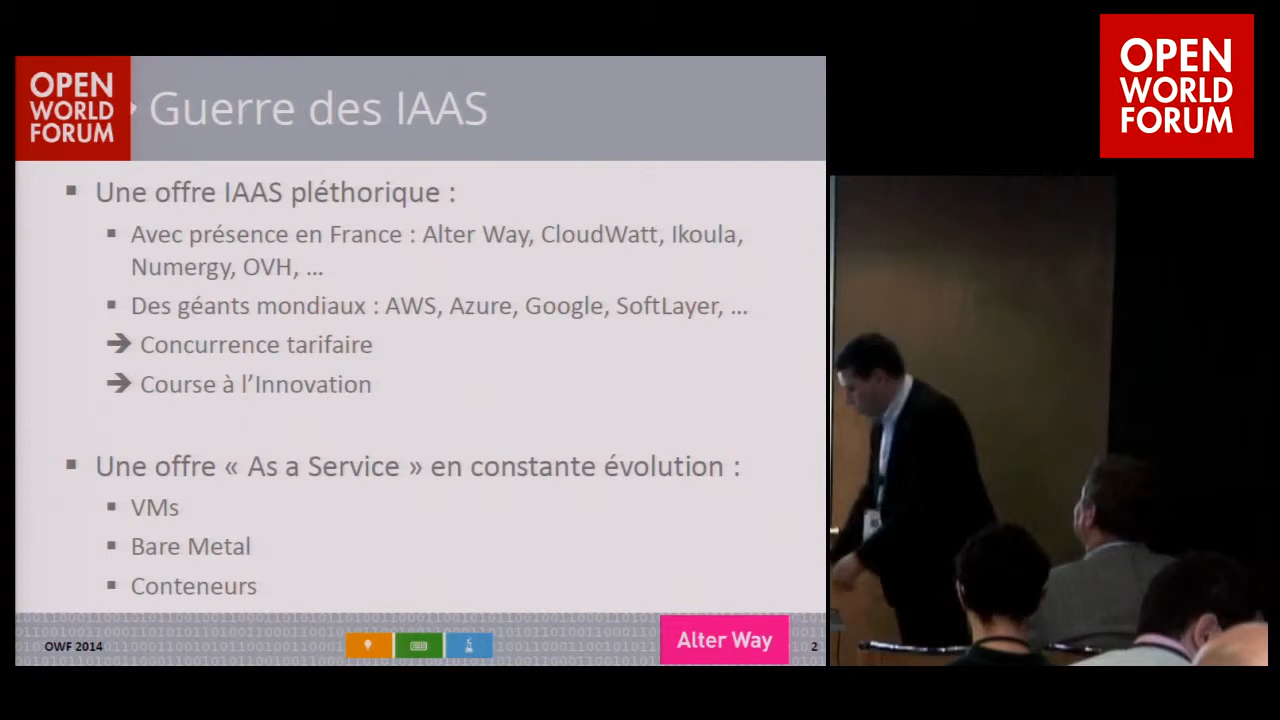 OPEN
WORLD
FORUM
Guerre des IAAS
OPEN
WORLD
FORUM
Une offre IAAS pléthorique :
Avec présence en France : Alter Way, CloudWatt, Ikoula,
Numergy, OVH, ...
Des géants mondiaux : AWS, Azure, Google, SoftLayer, ...
➔ Concurrence tarifaire
➔ Course à l'Innovation
Une offre « As a Service » en constante évolution :
VMs
Bare Metal
Conteneurs
OWF 2014
Alter Way
2